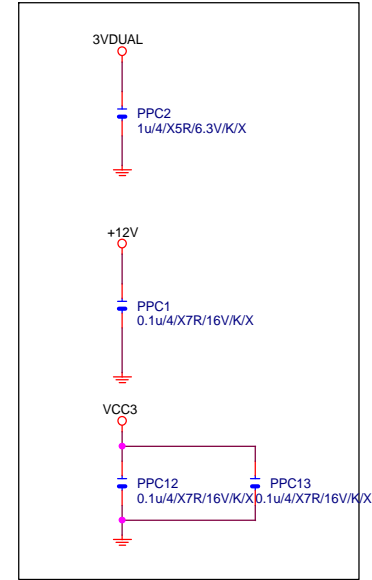 3VDUAL
PPC2
1u/4/X5R/6.3V/K/X
+12V
PPC1
0.1u/4/X7R/16V/K/X
VCC3
PPC12
0.1u/4/X7R/16V/K/X
PPC13
0.1u/4/X7R/16V/K/X